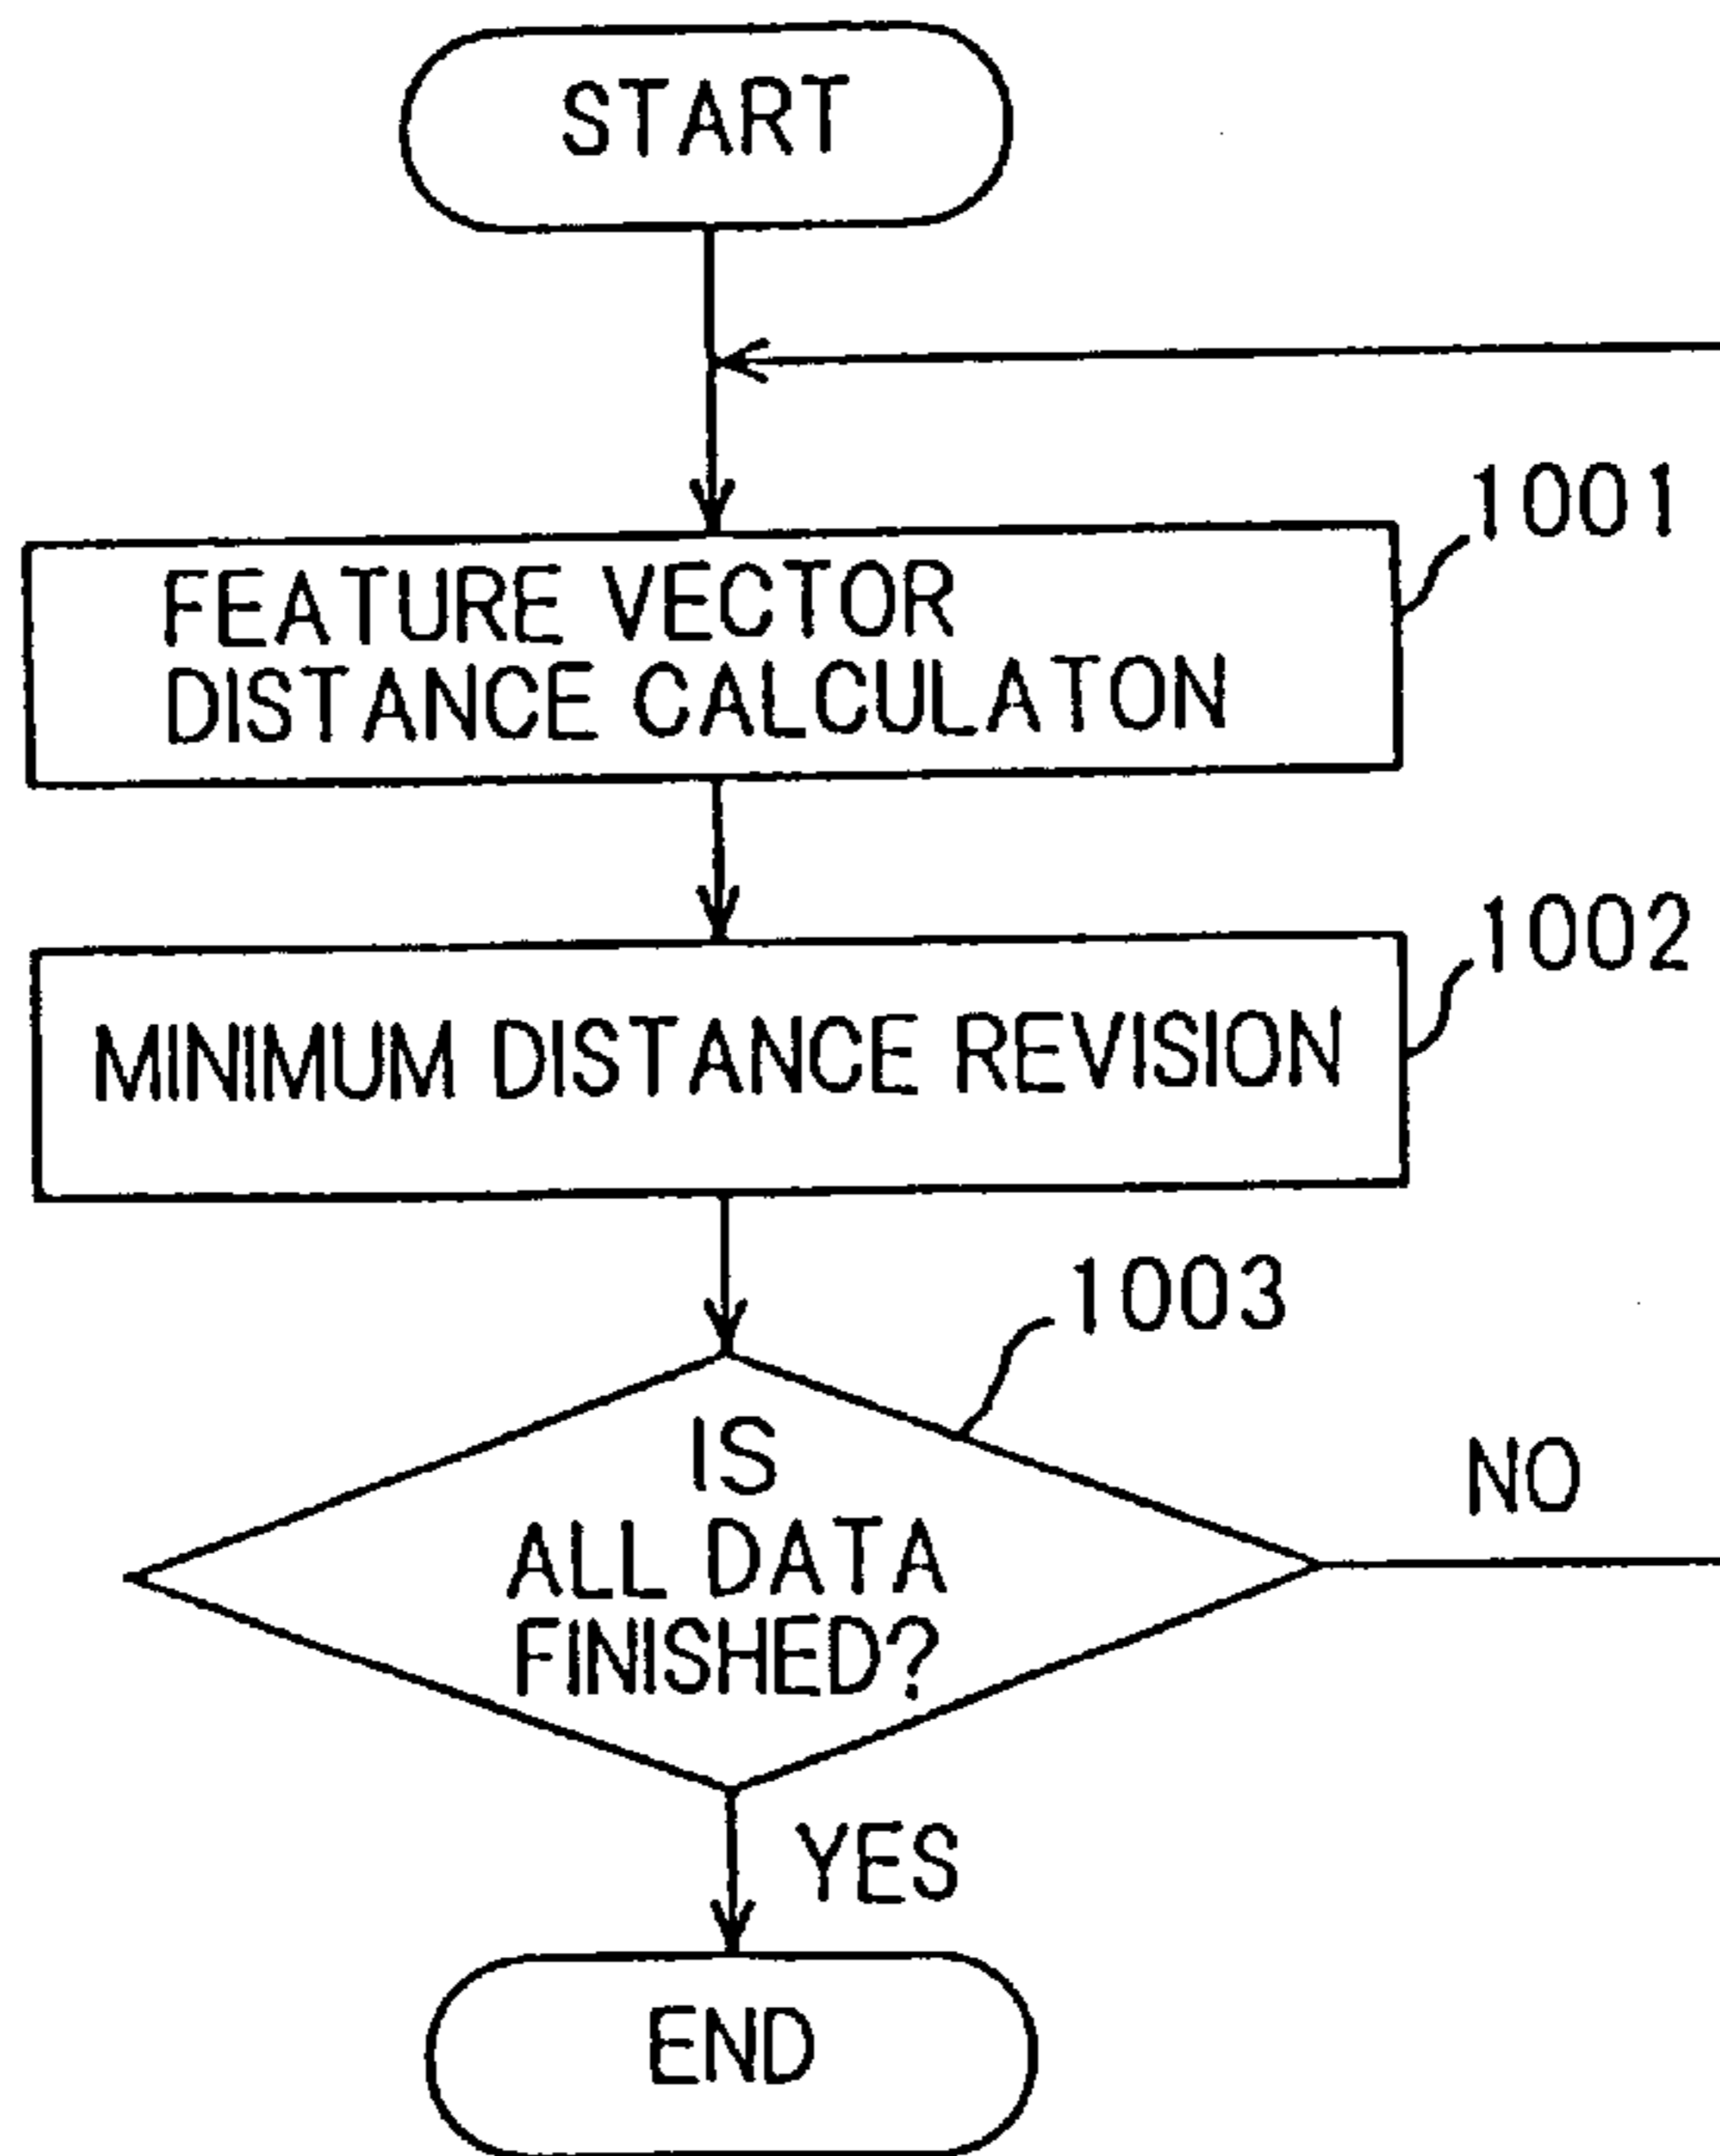 START
1001
FEATURE VECTOR
DISTANCE CALCULATON
1002
MINIMUM DISTANCE REVISION
1003
IS
ALL DATA
FINISHED?
NO
YES
END